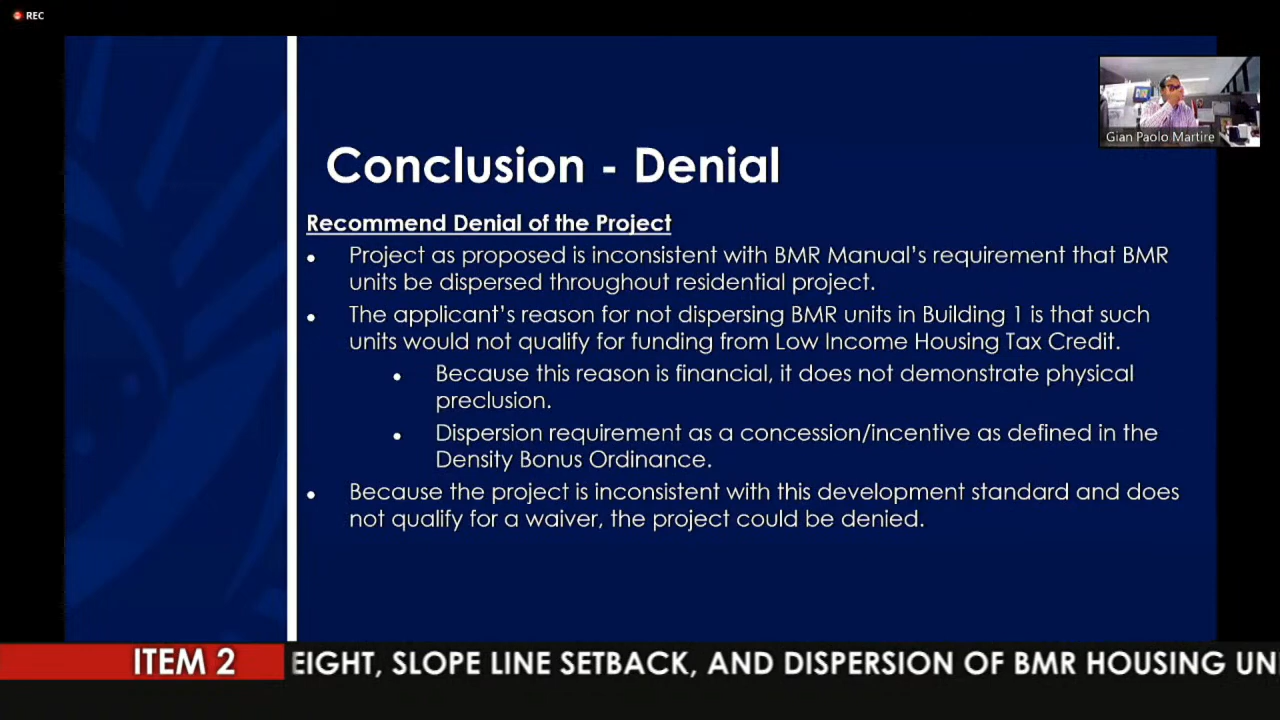 REC
Gian Paolo Martire
Conclusion - Denial
Recommend Denial of the Project
• Project as proposed is inconsistent with BMR Manual's requirement that BMR
units be dispersed throughout residential project.
• The applicant's reason for not dispersing BMR units in Building 1 is that such
units would not qualify for funding from Low Income Housing Tax Credit.
• Because this reason is financial, it does not demonstrate physical
preclusion.
• Dispersion requirement as a concession/incentive as defined in the
Density Bonus Ordinance.
• Because the project is inconsistent with this development standard and does
not qualify for a waiver, the project could be denied.
ITEM 2
EIGHT, SLOPE LINE SETBACK, AND DISPERSION OF BMR HOUSING UN